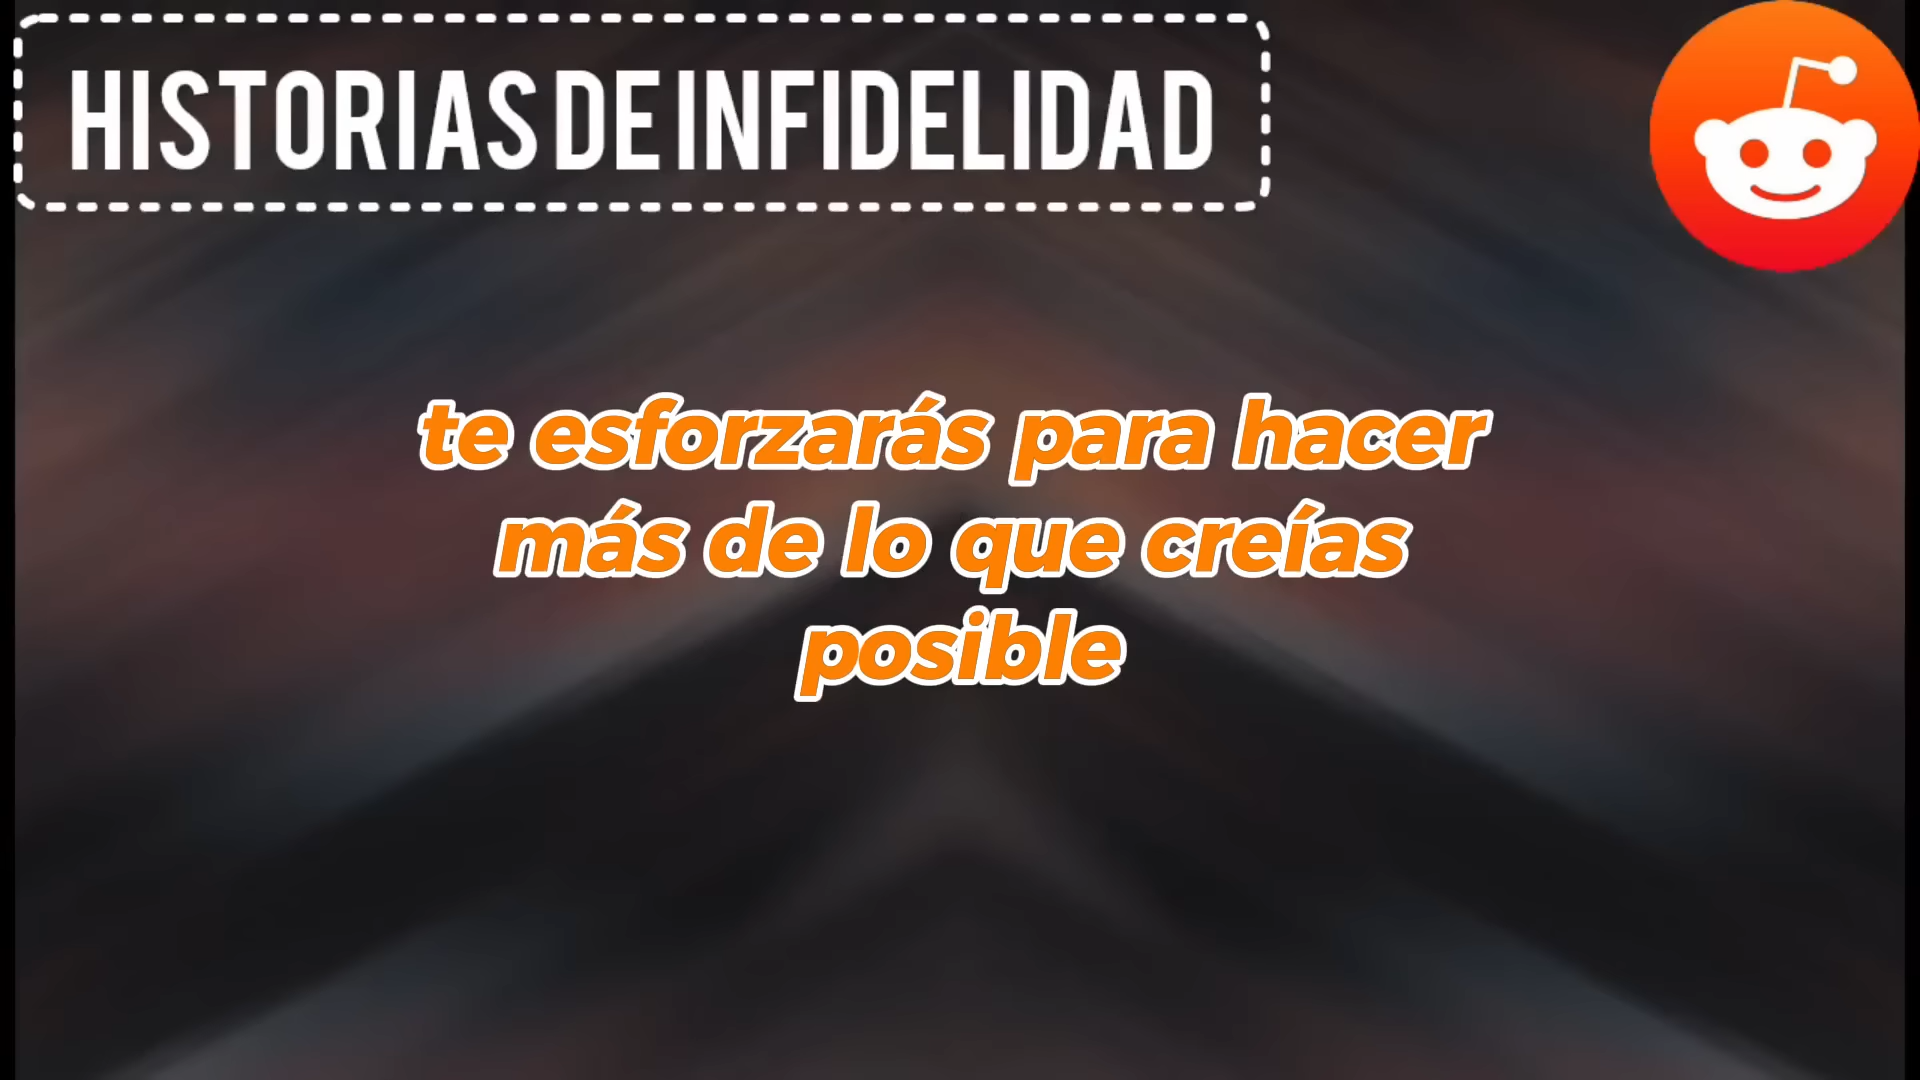 HISTORIAS DE INFIDELIDAD
te esforzarás para hacer
más de lo que creías
posible